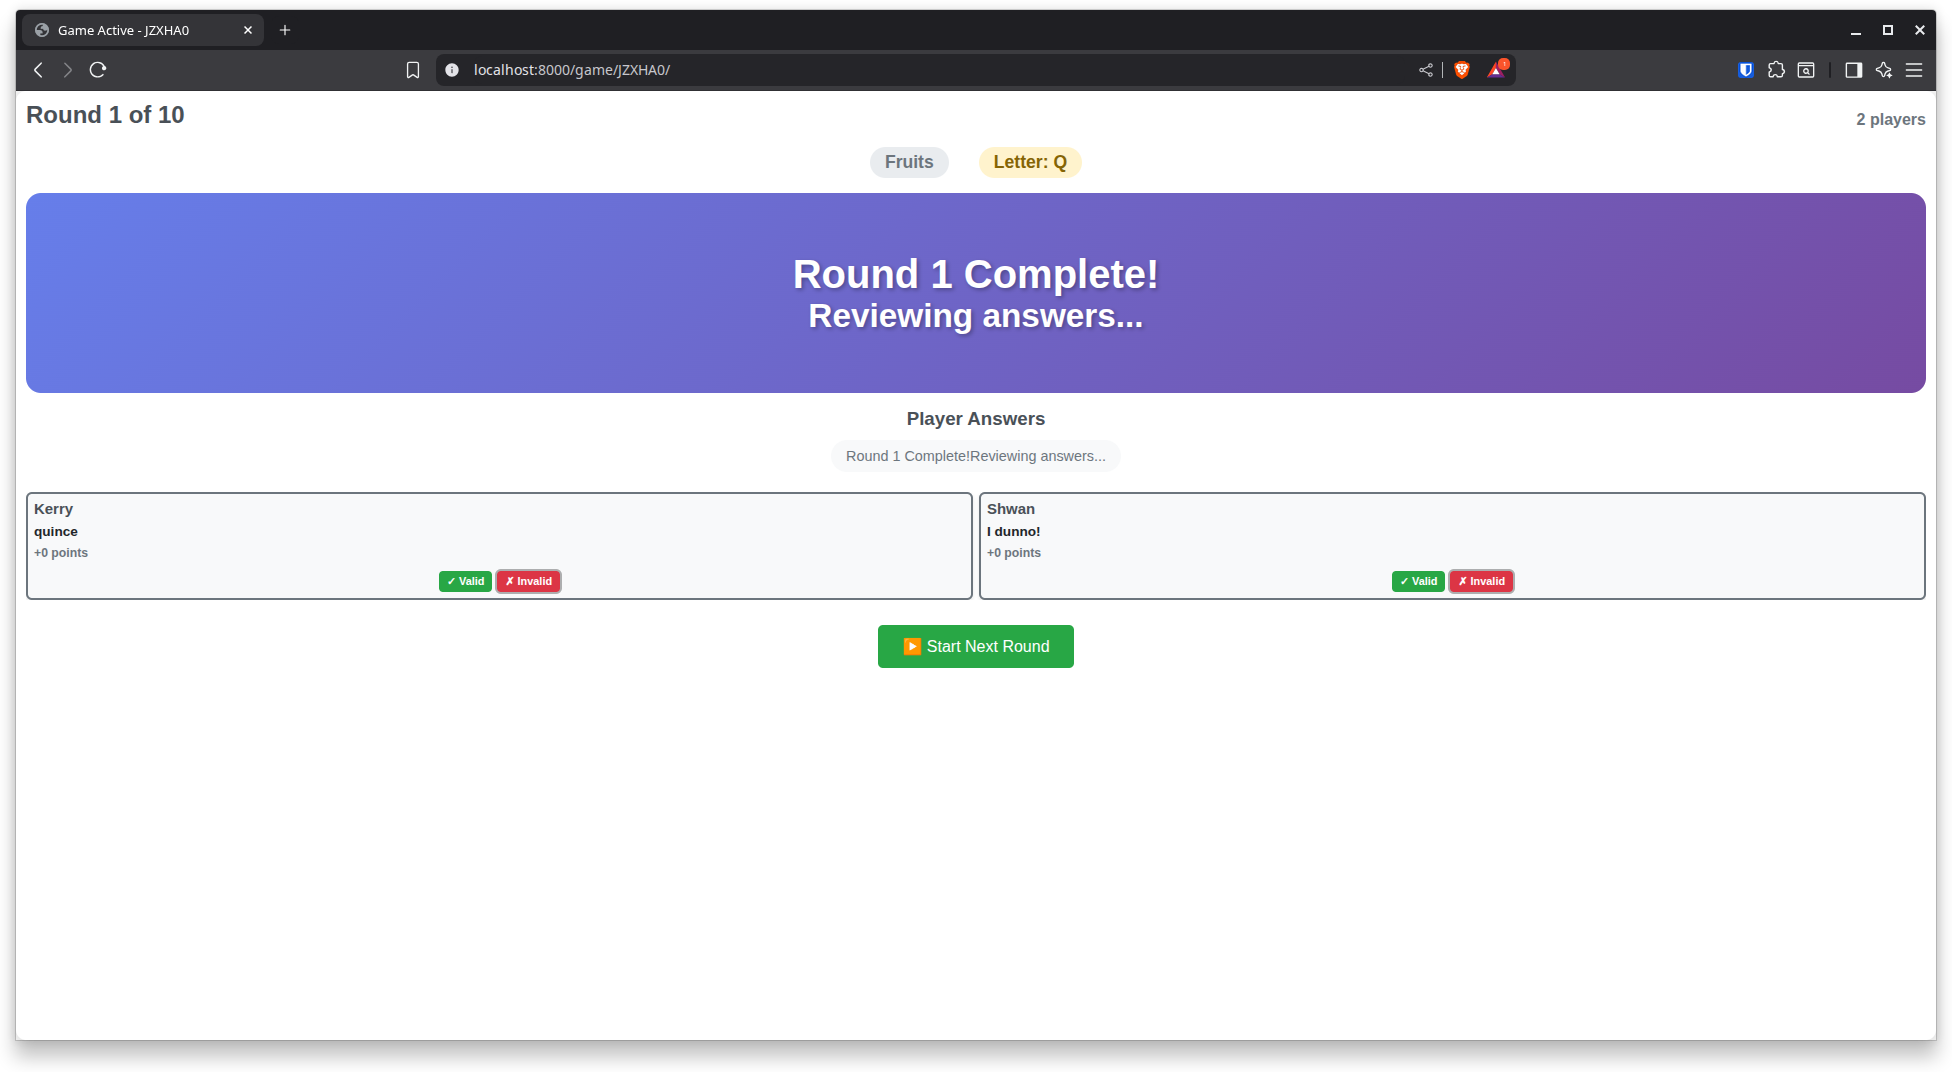 Game Active - JZXHA0
localhost:8000/game/JZXHA0/
Round 1 of 10
2 players
Fruits
Letter: Q
Round 1 Complete!
Reviewing answers...
Player Answers
Round 1 Complete!Reviewing answers...
Kerry
quince
+0 points
✓ Valid ✗ Invalid
Shwan
I dunno!
+0 points
✓ Valid ✗ Invalid
▶️ Start Next Round